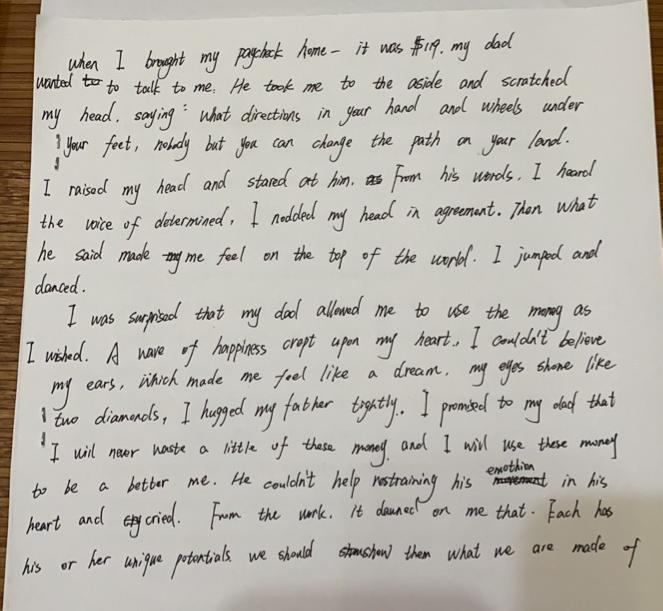 when I brought my paycheck home - it was $119. my dad
wanted to to talk to me. He took me to the aside and scratched
my head. saying: what directions in your hand and wheels under
your feet, nobody but you can change the path on your land.
I raised my head and stared at him. as From his words. I heard
the voice of determined, I nodded my head in agreement. Then what
he said made my me feel on the top of the world. I jumped and
danced.
I was surprised that my dad allowed me to use the money as
I wished. A wave of happiness crept upon my heart., I couldn't believe
my ears, which made me feel like a dream, my eyes shone like
two diamonds, I hugged my father tightly. I promised to my dad that
I will never waste a little of these money and I will use these money
to be a better me. He couldn't help restraining his emothion in his
heart and cry cried. From the work. it dawned on me that. Each has
his or her unique potentials. we should show them what we are made of